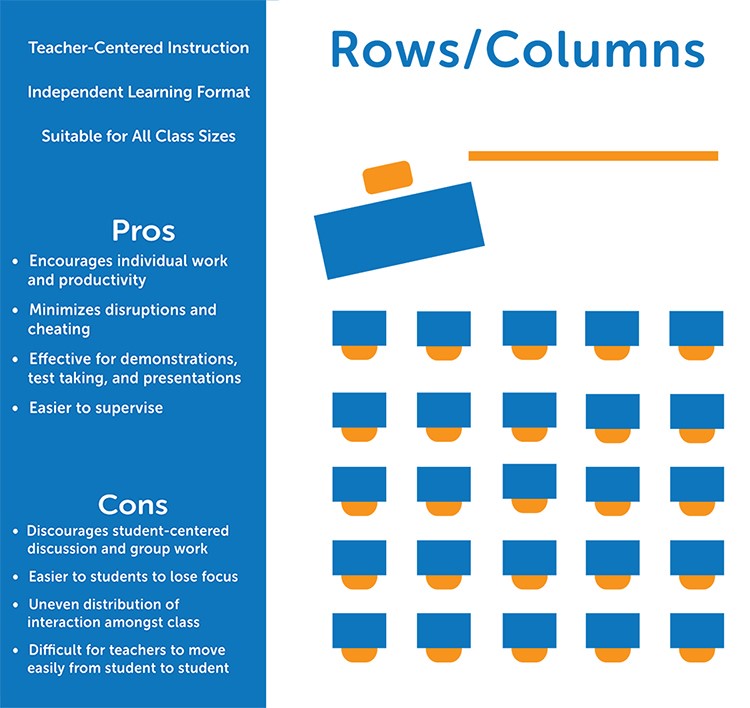 Teacher-Centered Instruction
Independent Learning Format
Suitable for All Class Sizes
Pros
• Encourages individual work
and productivity
• Minimizes disruptions and
cheating
• Effective for demonstrations,
test taking, and presentations
• Easier to supervise
Cons
• Discourages student-centered
discussion and group work
• Easier to students to lose focus
• Uneven distribution of
interaction amongst class
• Difficult for teachers to move
easily from student to student
Rows/Columns